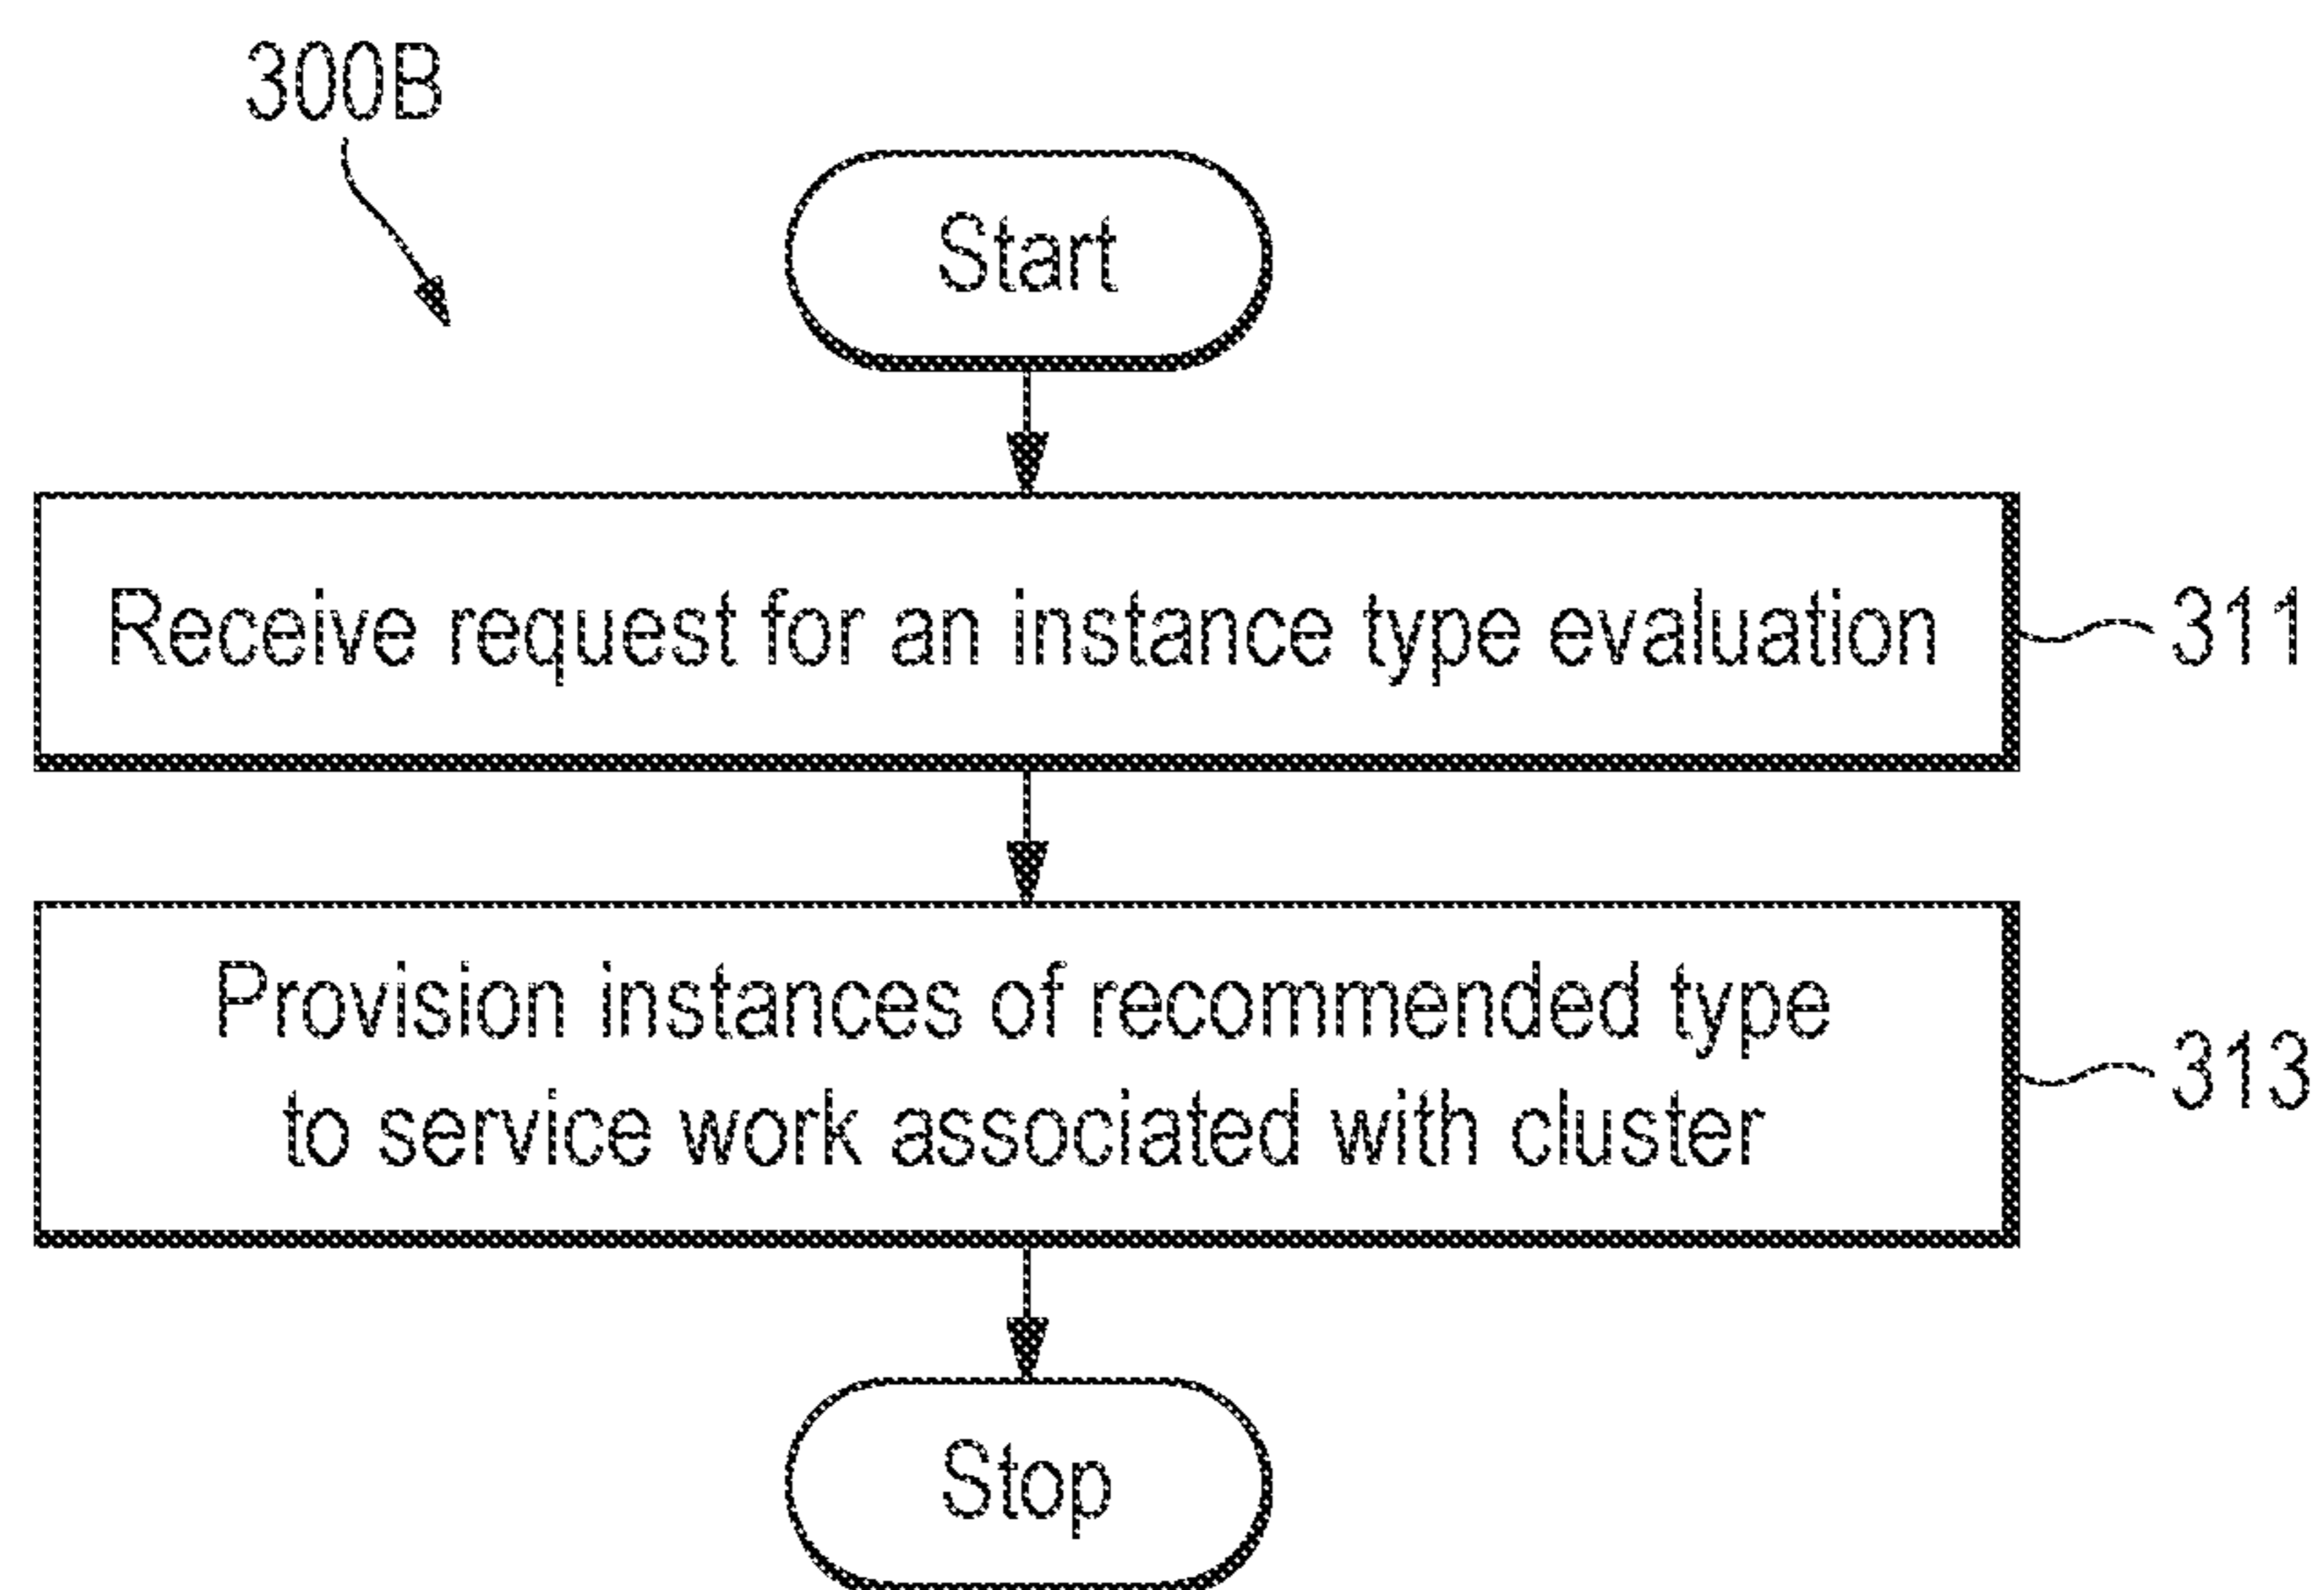 300B
Start
Receive request for an instance type evaluation
311
Provision instances of recommended type
to service work associated with cluster
313
Stop